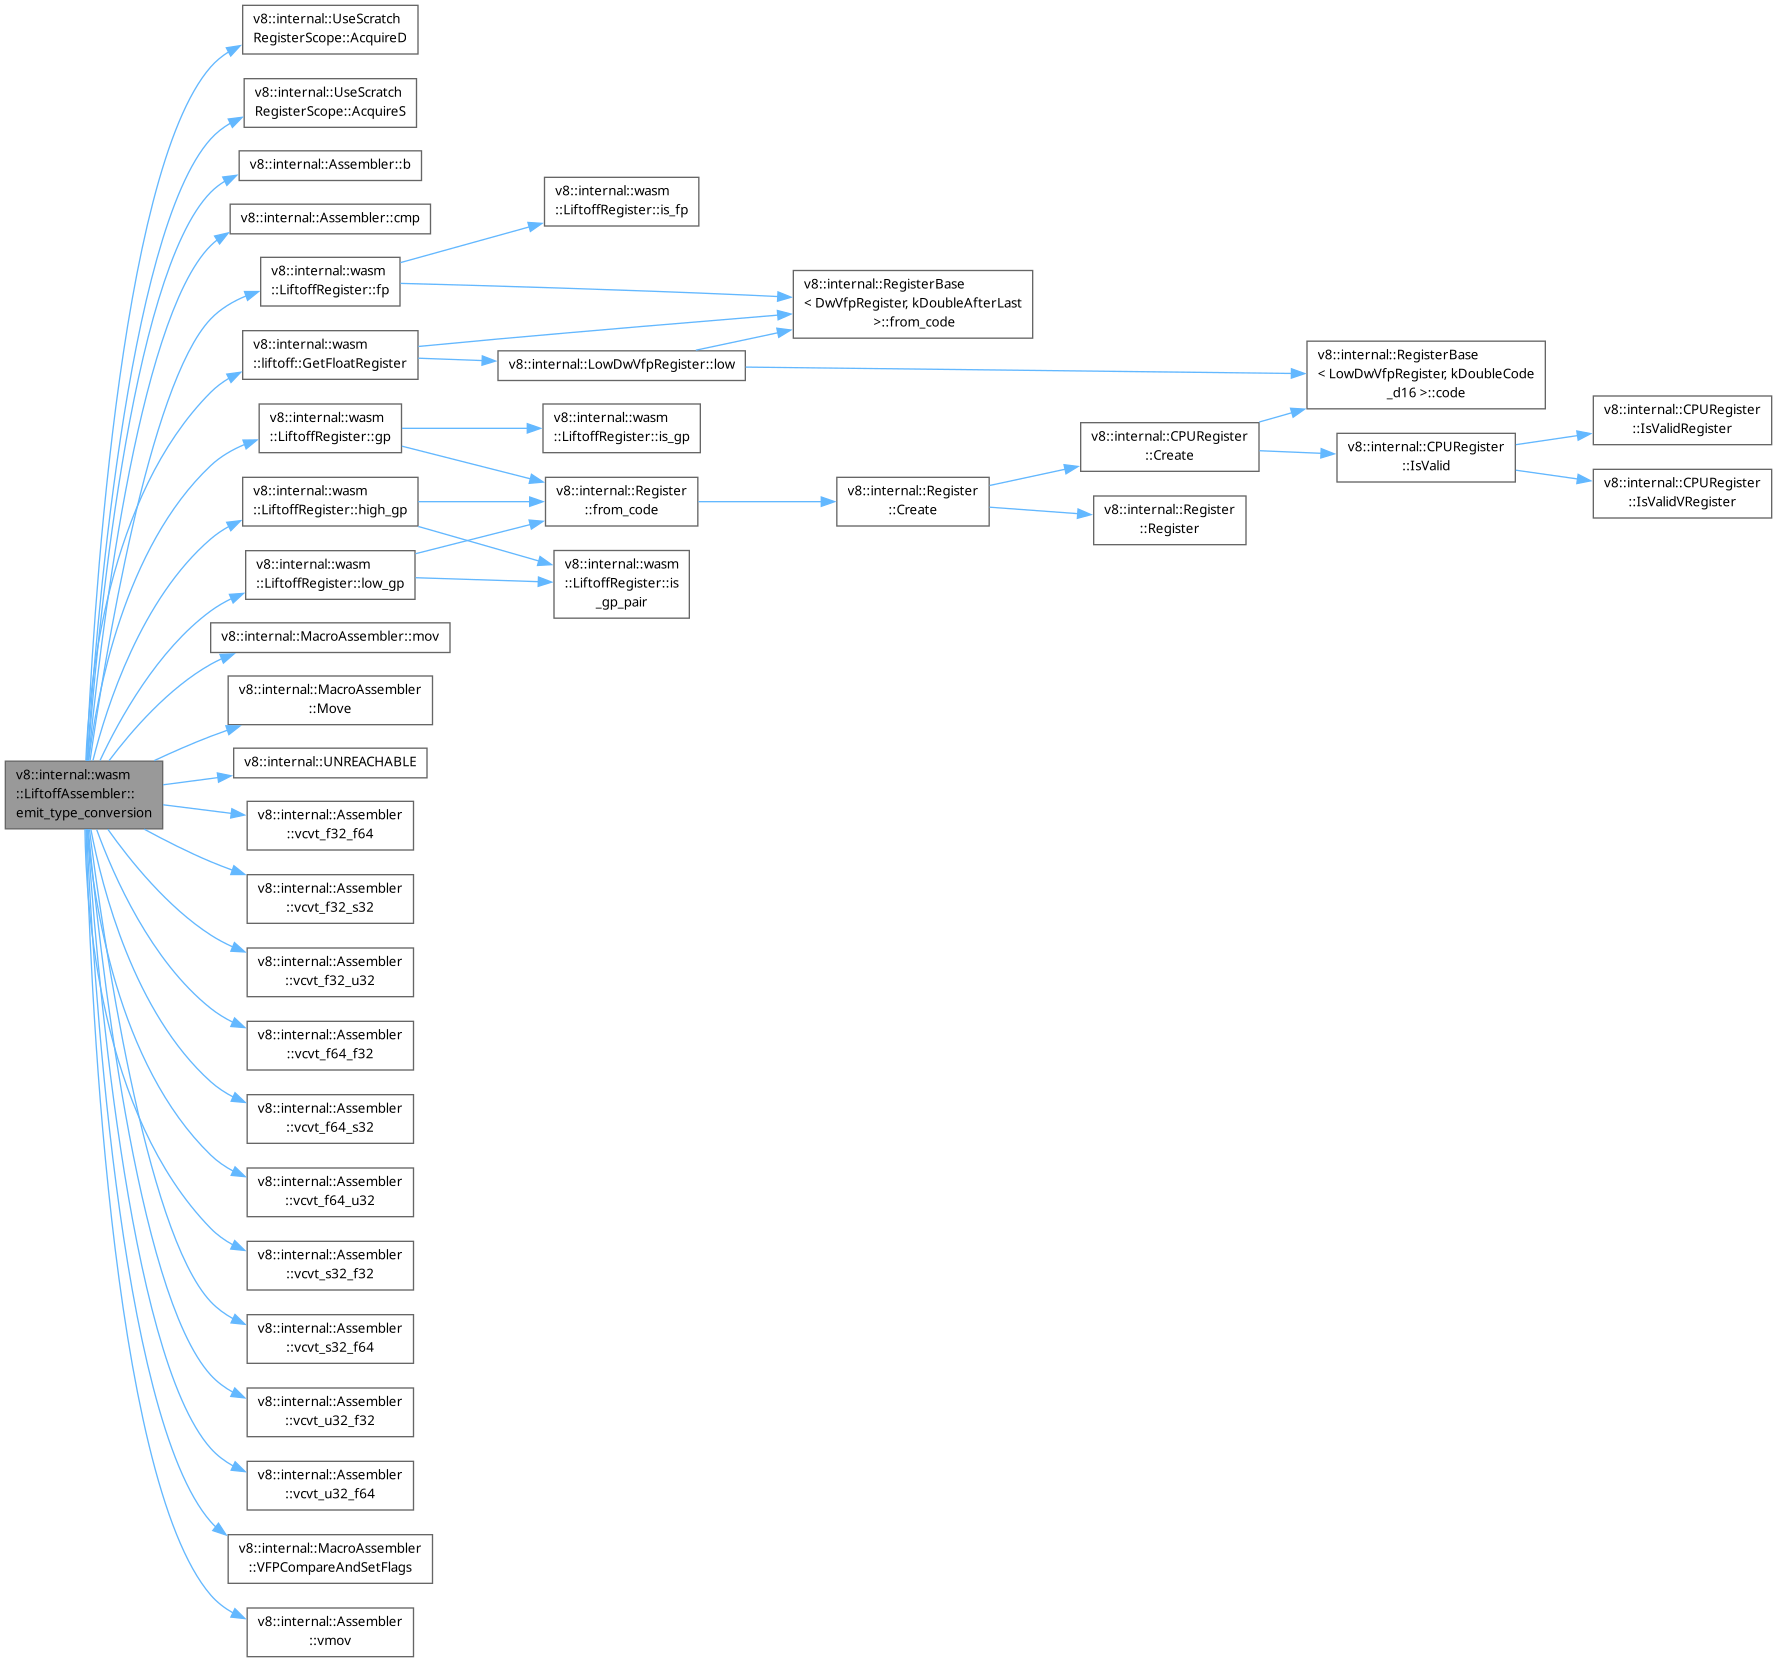 v8::internal::UseScratch
RegisterScope::AcquireD
v8::internal::UseScratch
RegisterScope::AcquireS
v8::internal::Assembler::b
v8::internal::Assembler::cmp
v8::internal::wasm
::LiftoffRegister::fp
v8::internal::wasm
::LiftoffRegister::is_fp
v8::internal::RegisterBase
< DwVfpRegister, kDoubleAfterLast
>::from_code
v8::internal::wasm
::liftoff::GetFloatRegister
v8::internal::LowDwVfpRegister::low
v8::internal::RegisterBase
< LowDwVfpRegister, kDoubleCode
_d16 >::code
v8::internal::wasm
::LiftoffRegister::gp
v8::internal::wasm
::LiftoffRegister::is_gp
v8::internal::CPURegister
::Create
v8::internal::CPURegister
::IsValid
v8::internal::CPURegister
::IsValidRegister
v8::internal::CPURegister
::IsValidVRegister
v8::internal::wasm
::LiftoffRegister::high_gp
v8::internal::Register
::from_code
v8::internal::Register
::Create
v8::internal::Register
::Register
v8::internal::wasm
::LiftoffRegister::low_gp
v8::internal::wasm
::LiftoffRegister::is
_gp_pair
v8::internal::MacroAssembler::mov
v8::internal::MacroAssembler
::Move
v8::internal::UNREACHABLE
v8::internal::wasm
::LiftoffAssembler::
emit_type_conversion
v8::internal::Assembler
::vcvt_f32_f64
v8::internal::Assembler
::vcvt_f32_s32
v8::internal::Assembler
::vcvt_f32_u32
v8::internal::Assembler
::vcvt_f64_f32
v8::internal::Assembler
::vcvt_f64_s32
v8::internal::Assembler
::vcvt_f64_u32
v8::internal::Assembler
::vcvt_s32_f32
v8::internal::Assembler
::vcvt_s32_f64
v8::internal::Assembler
::vcvt_u32_f32
v8::internal::Assembler
::vcvt_u32_f64
v8::internal::MacroAssembler
::VFPCompareAndSetFlags
v8::internal::Assembler
::vmov